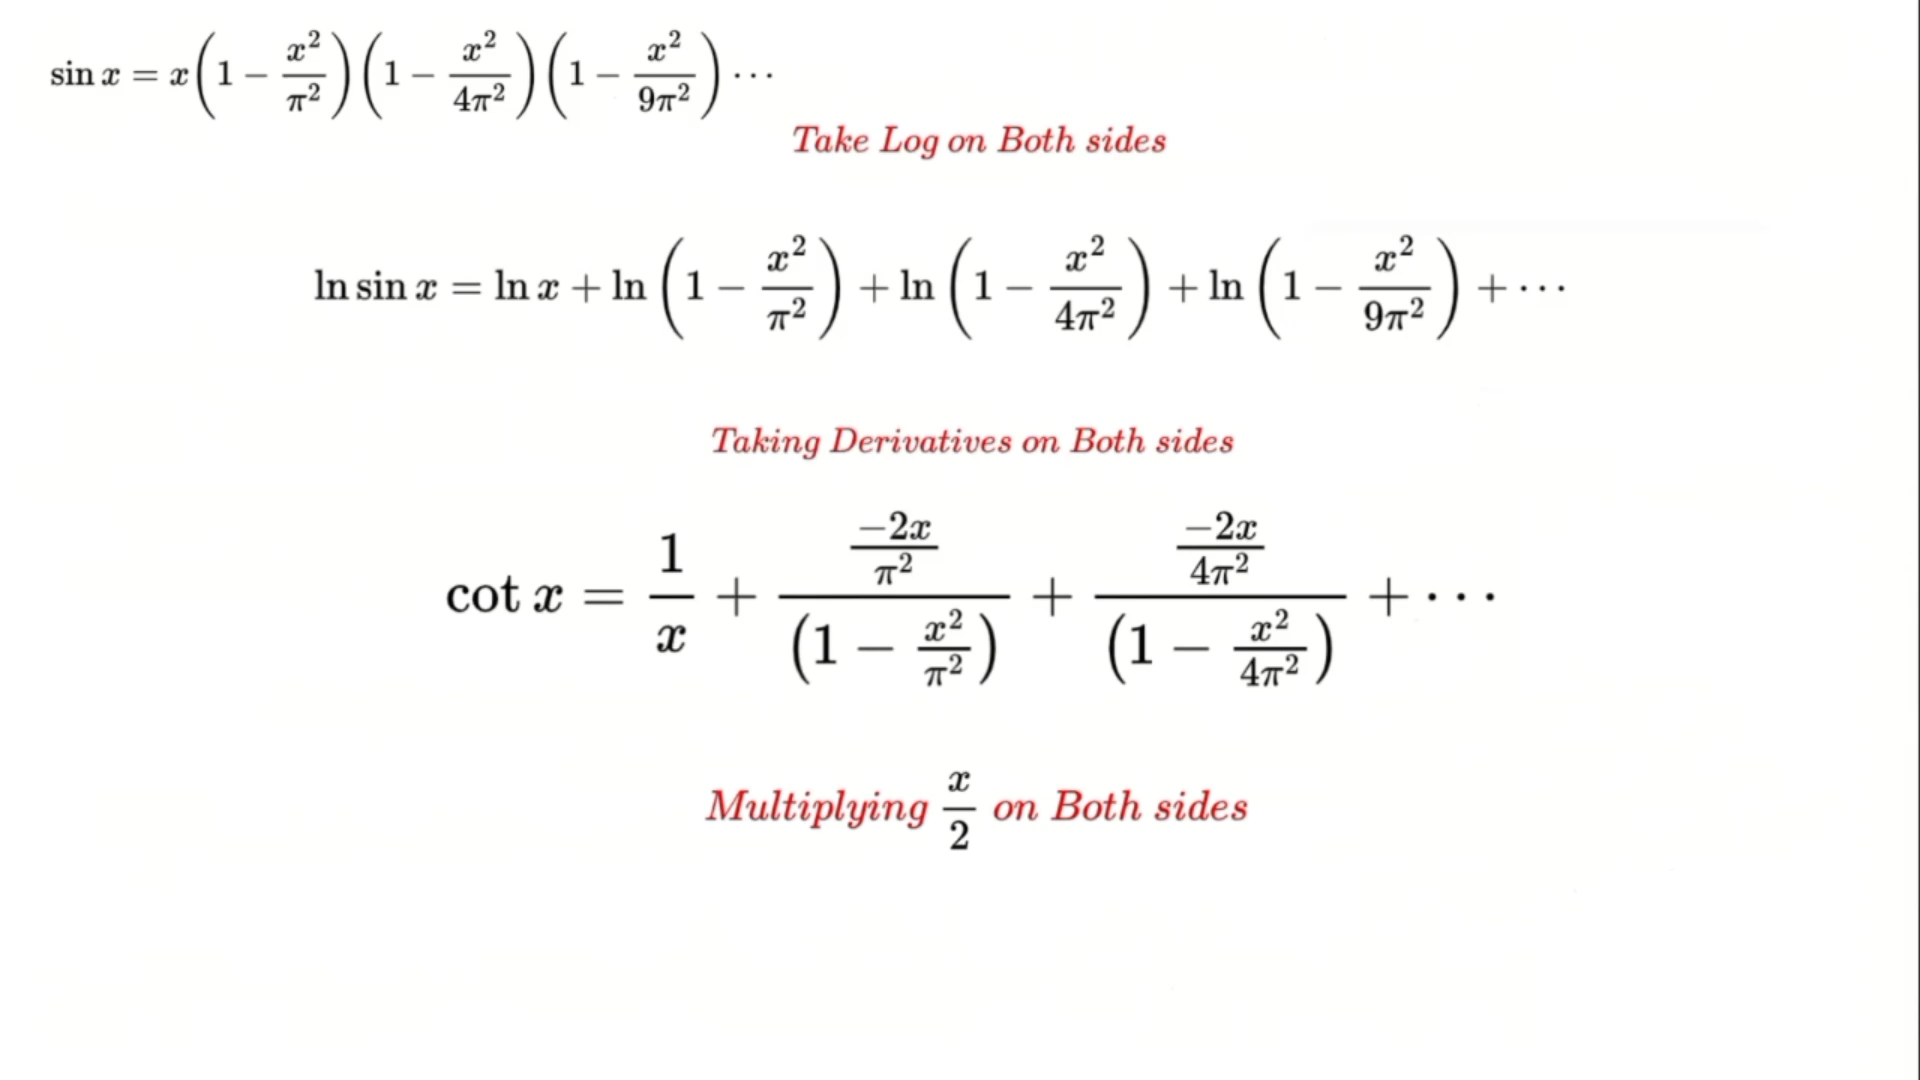 sin x = x(1 − x²/π²)(1 − x²/4π²)(1 − x²/9π²)⋯
Take Log on Both sides
ln sin x = ln x + ln(1 − x²/π²) + ln(1 − x²/4π²) + ln(1 − x²/9π²) + ⋯
Taking Derivatives on Both sides
cot x = 1/x + (−2x/π²)/(1 − x²/π²) + (−2x/4π²)/(1 − x²/4π²) + ⋯
Multiplying x/2 on Both sides